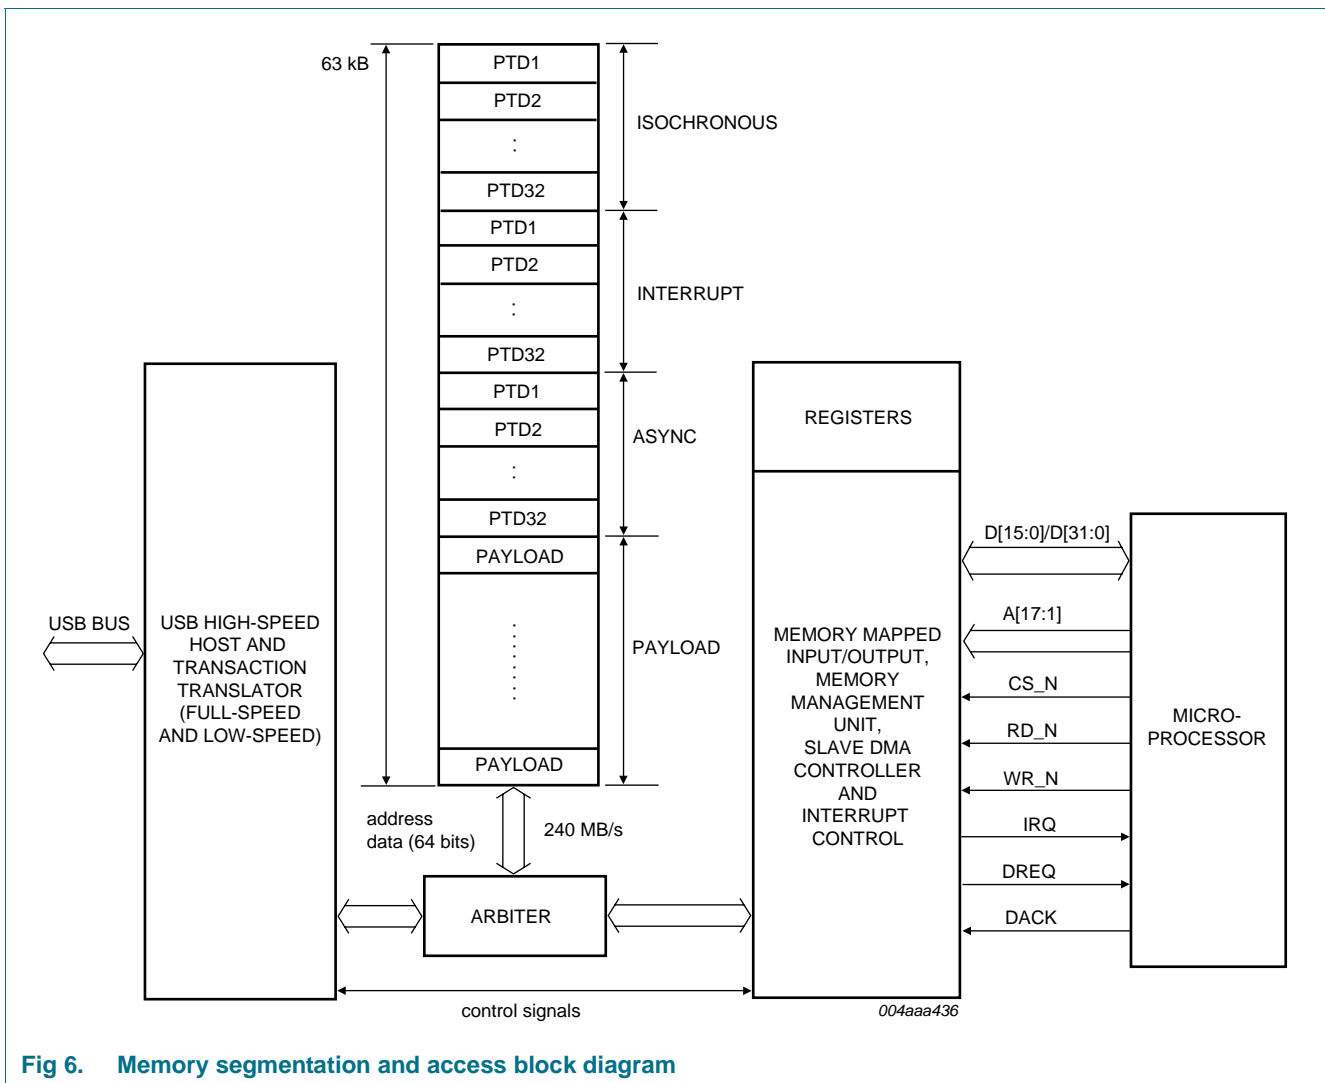 63 kB
PTD1
PTD2
:
PTD32
ISOCHRONOUS
PTD1
PTD2
:
PTD32
INTERRUPT
PTD1
PTD2
:
PTD32
ASYNC
PAYLOAD
PAYLOAD
PAYLOAD
USB BUS
USB HIGH-SPEED
HOST AND
TRANSACTION
TRANSLATOR
(FULL-SPEED
AND LOW-SPEED)
address
data (64 bits)
240 MB/s
ARBITER
control signals
REGISTERS
MEMORY MAPPED
INPUT/OUTPUT,
MEMORY
MANAGEMENT
UNIT,
SLAVE DMA
CONTROLLER
AND
INTERRUPT
CONTROL
D[15:0]/D[31:0]
A[17:1]
CS_N
RD_N
WR_N
IRQ
DREQ
DACK
MICRO-
PROCESSOR
004aaa436
Fig 6. Memory segmentation and access block diagram